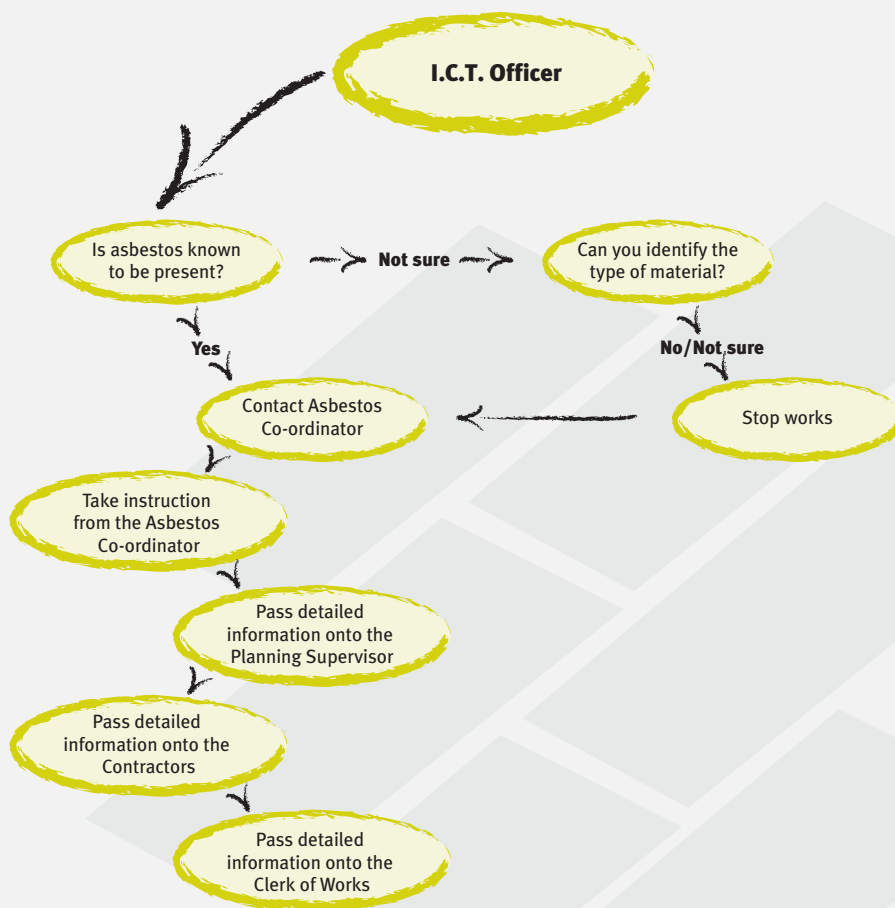 I.C.T. Officer
Is asbestos known
to be present?
Not sure
Can you identify the
type of material?
Yes
No/Not sure
Contact Asbestos
Co-ordinator
Stop works
Take instruction
from the Asbestos
Co-ordinator
Pass detailed
information onto the
Planning Supervisor
Pass detailed
information onto the
Contractors
Pass detailed
information onto the
Clerk of Works